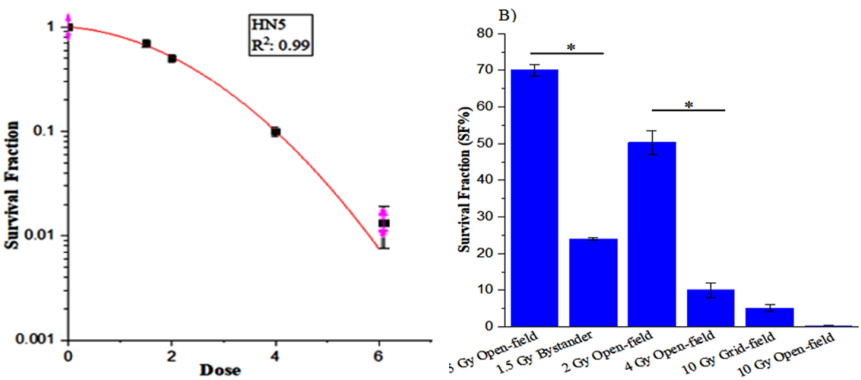 HN5
R²: 0.99
1
0.1
0.01
0.001
Survival Fraction
0
2
4
6
Dose
B)
80
70
60
50
40
30
20
10
0
Survival Fraction (SF%)
*
*
5 Gy Open-field
1.5 Gy Bystander
2 Gy Open-field
4 Gy Open-field
10 Gy Grid-field
10 Gy Open-field